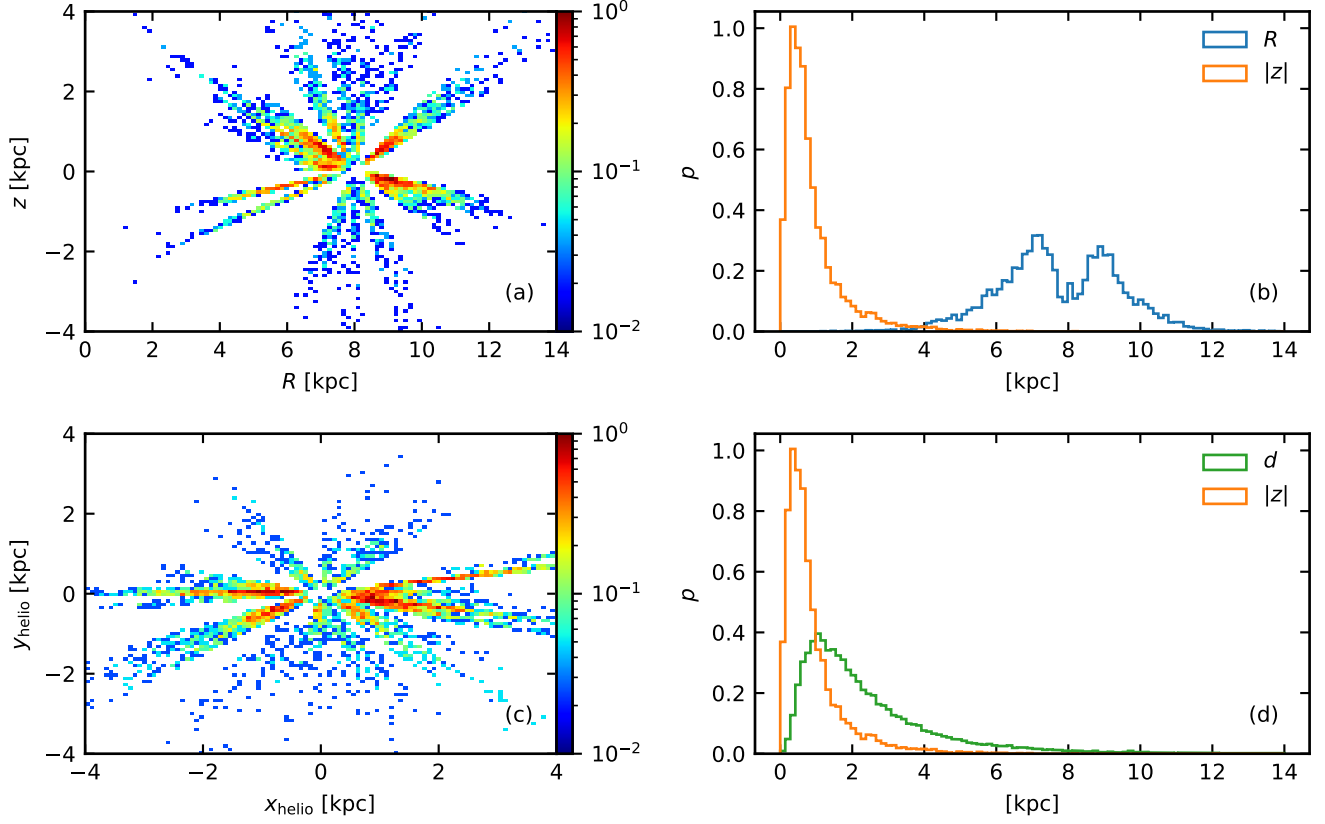 4
2
0
−2
−4
z [kpc]
0 2 4 6 8 10 12 14
R [kpc]
(a)
10⁰
10⁻¹
10⁻²
1.0
0.8
0.6
0.4
0.2
0.0
p
0 2 4 6 8 10 12 14
[kpc]
R
|z|
(b)
4
2
0
−2
−4
y_helio [kpc]
−4 −2 0 2 4
x_helio [kpc]
(c)
10⁰
10⁻¹
10⁻²
1.0
0.8
0.6
0.4
0.2
0.0
p
0 2 4 6 8 10 12 14
[kpc]
d
|z|
(d)